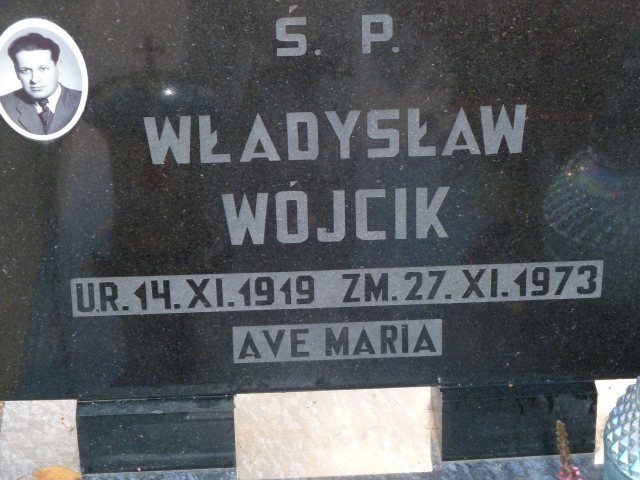 Ś. P.
WŁADYSŁAW
WÓJCIK
UR. 14. XI. 1919 ZM. 27. XI. 1973
AVE MARIA